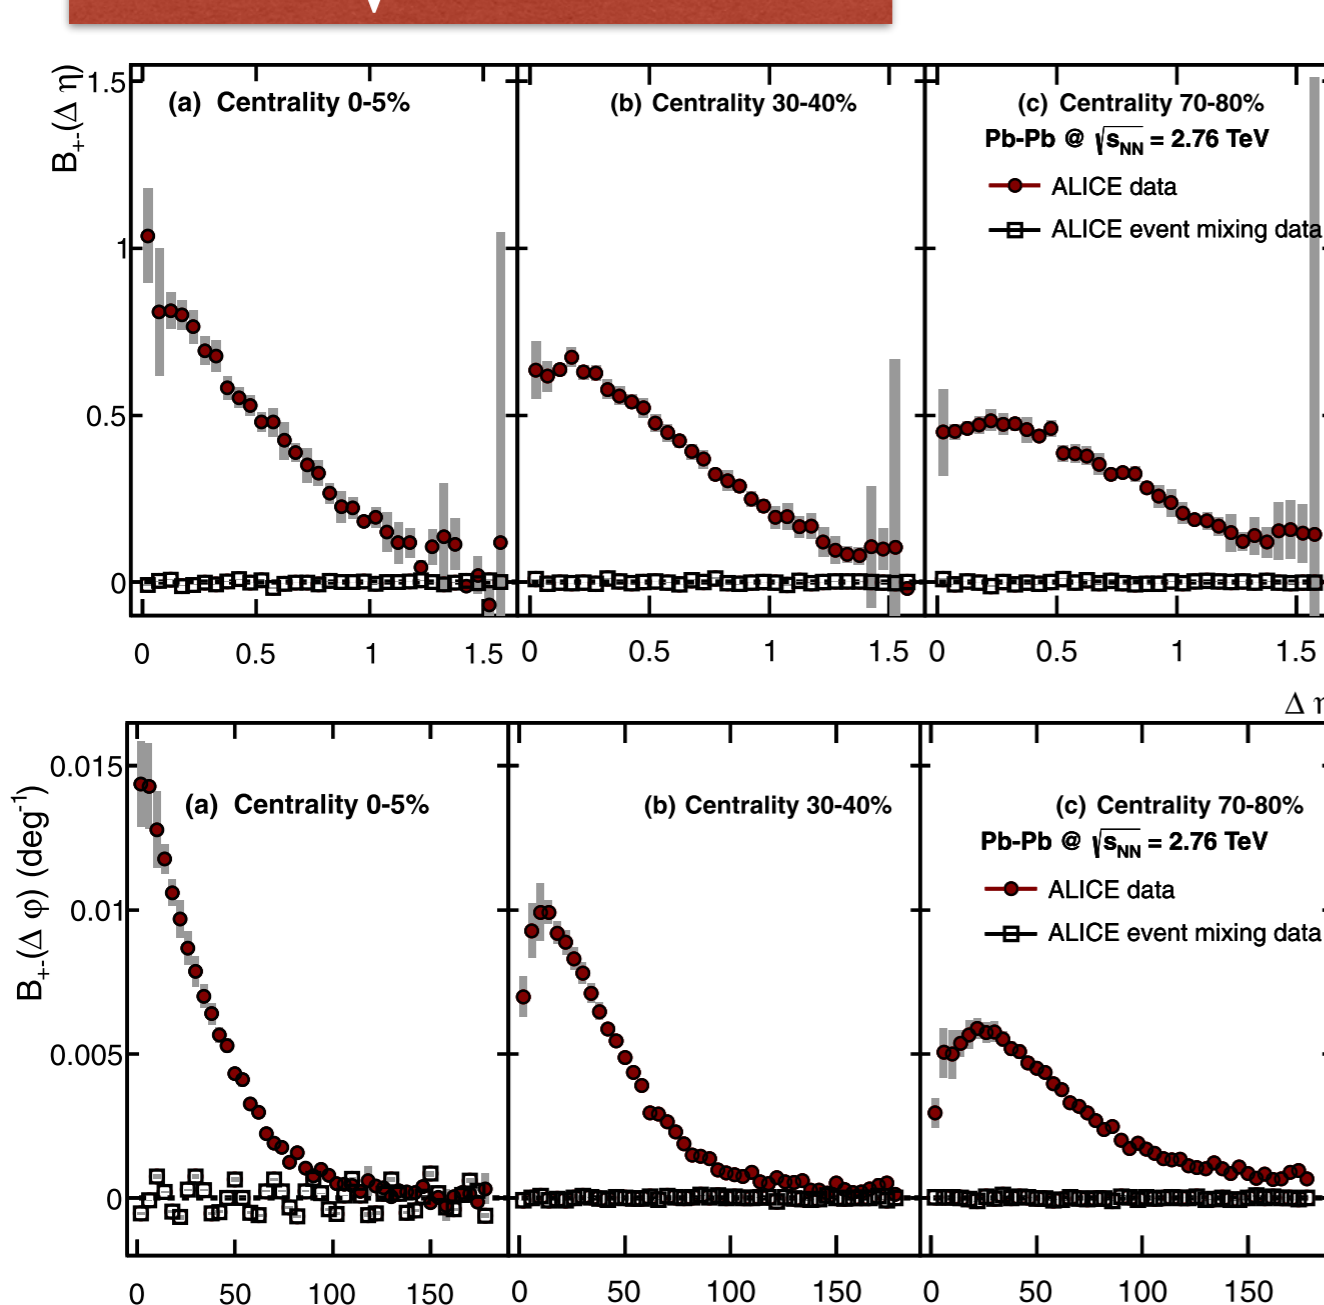 B+-(Δ η)
1.5
1
0.5
0
(a) Centrality 0-5%
(b) Centrality 30-40%
(c) Centrality 70-80%
Pb-Pb @ √sNN = 2.76 TeV
ALICE data
ALICE event mixing data
0 0.5 1 1.5 0 0.5 1 1.5 0 0.5 1 1.5
Δ η
B+-(Δ φ) (deg-1)
0.015
0.01
0.005
0
(a) Centrality 0-5%
(b) Centrality 30-40%
(c) Centrality 70-80%
Pb-Pb @ √sNN = 2.76 TeV
ALICE data
ALICE event mixing data
0 50 100 150 0 50 100 150 0 50 100 150